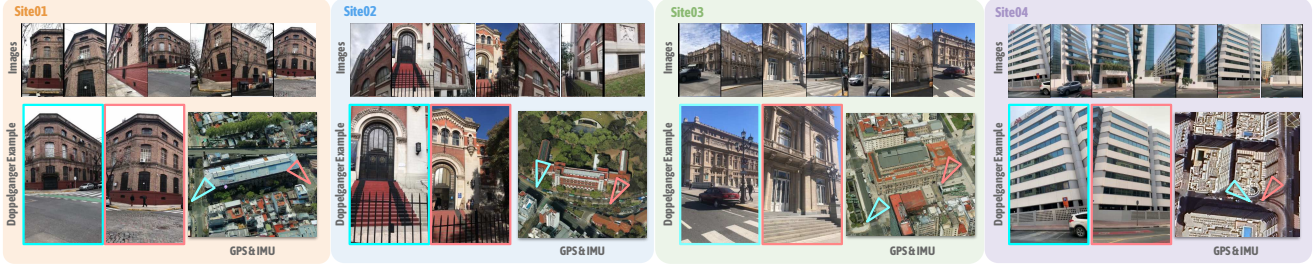 Site01
Images
Doppelganger Example
GPS & IMU
Site02
Images
Doppelganger Example
GPS & IMU
Site03
Images
Doppelganger Example
GPS & IMU
Site04
Images
Doppelganger Example
GPS & IMU